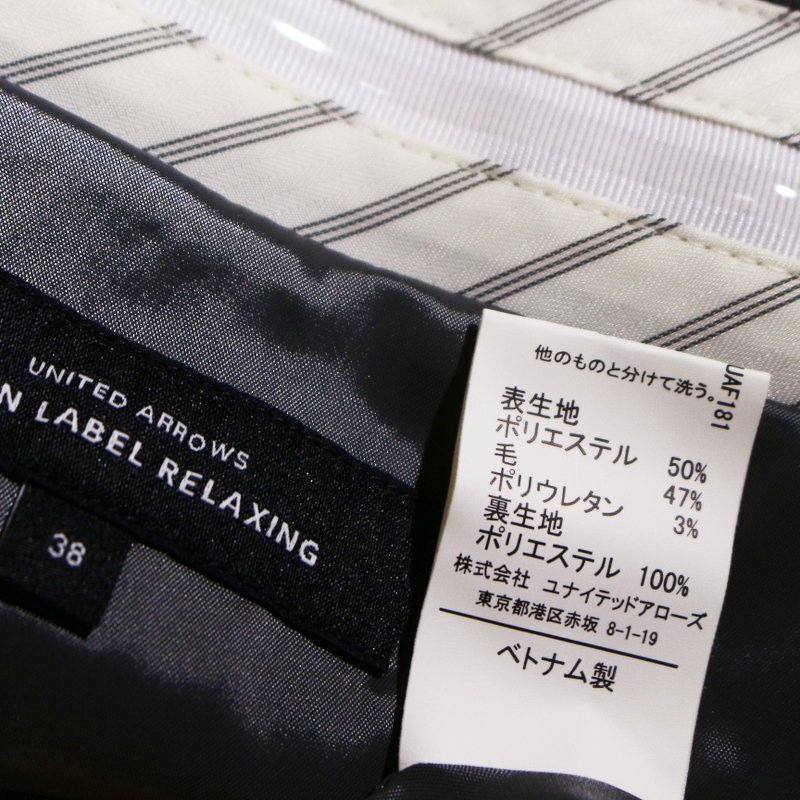 UNITED ARROWS
N LABEL RELAXING
38
他のものと分けて洗う。
UAF181
表生地
ポリエステル 50%
毛 47%
ポリウレタン 3%
裏生地
ポリエステル 100%
株式会社 ユナイテッドアローズ
東京都港区赤坂 8-1-19
ベトナム製